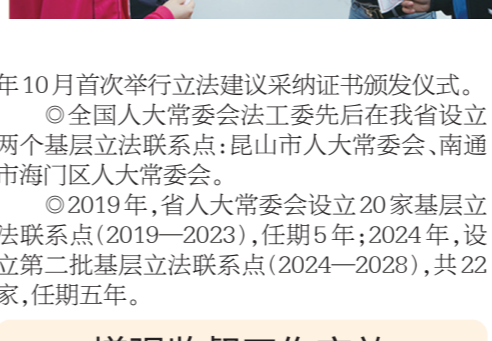 年10月首次举行立法建议采纳证书颁发仪式。
◎全国人大常委会法工委先后在我省设立
两个基层立法联系点:昆山市人大常委会、南通
市海门区人大常委会。
◎2019年,省人大常委会设立20家基层立
法联系点(2019—2023),任期5年;2024年,设
立第二批基层立法联系点(2024—2028),共22
家,任期五年。